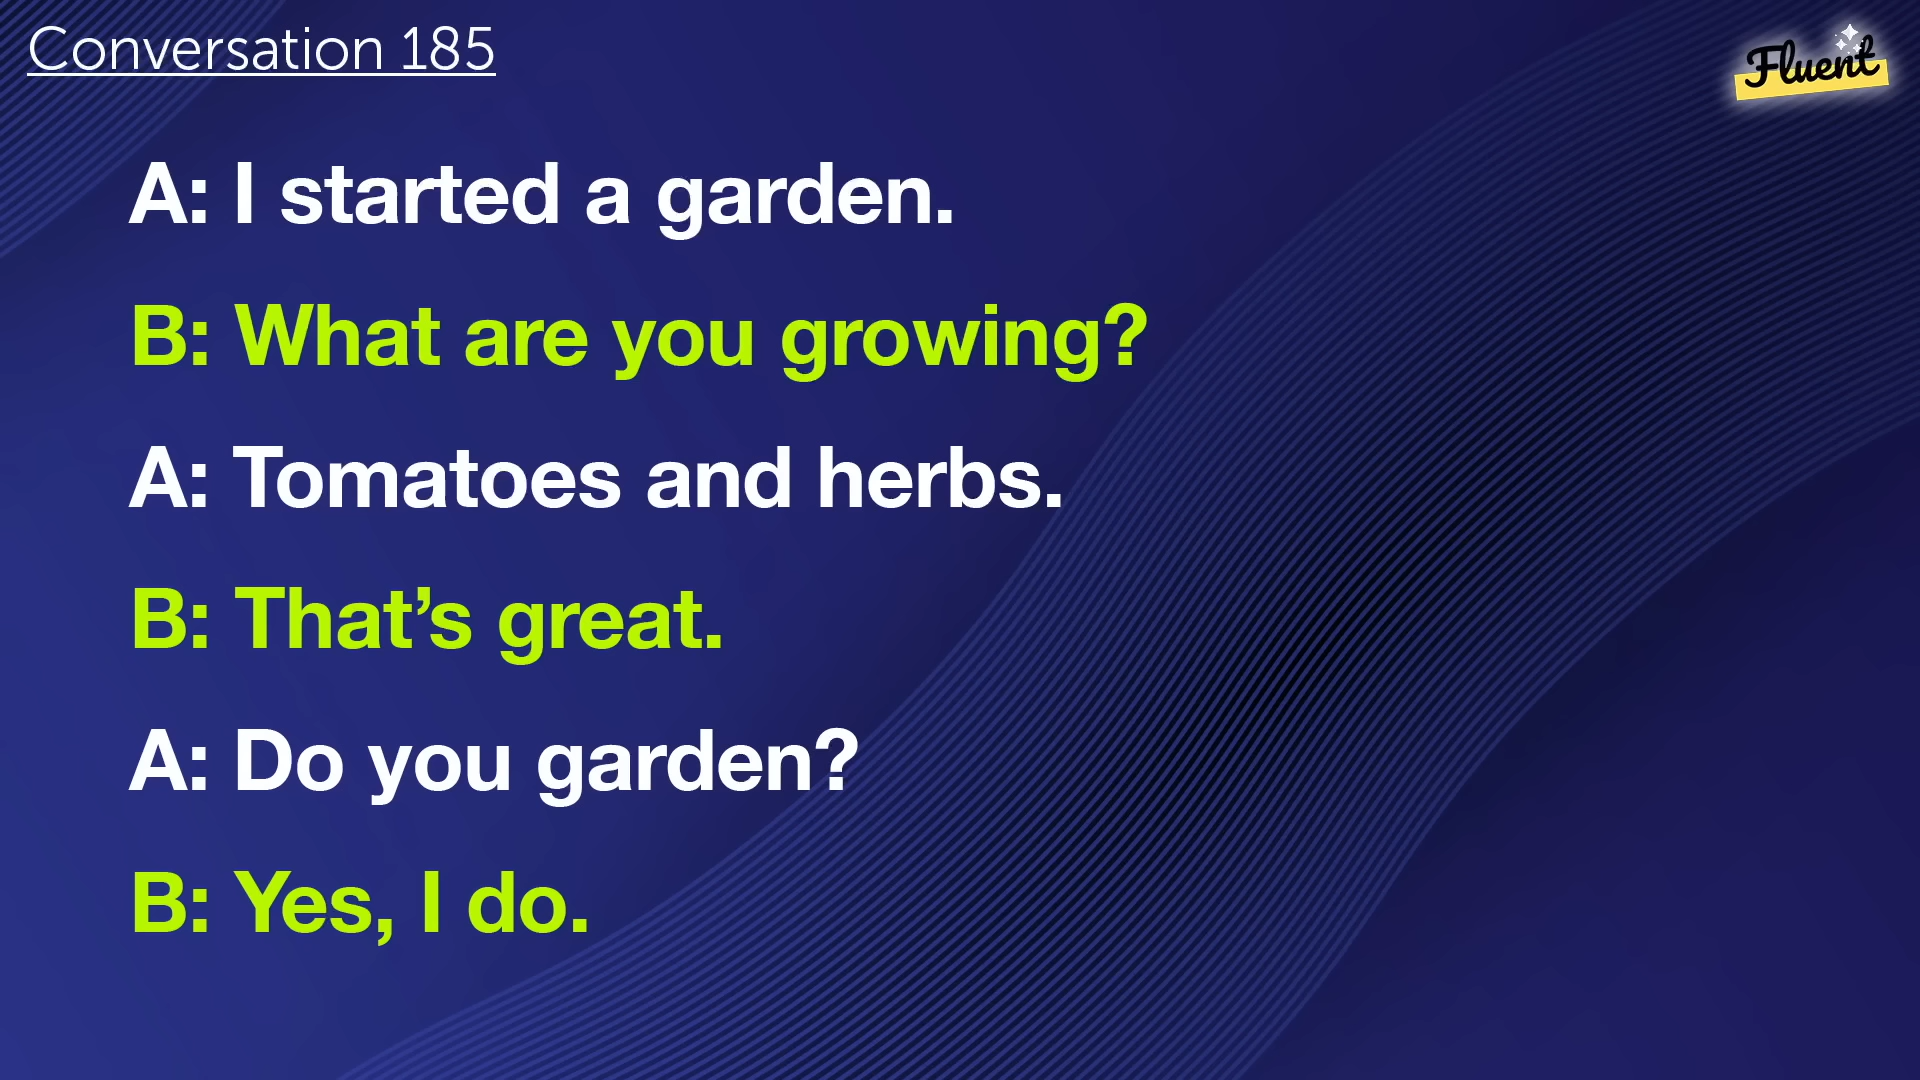 Conversation 185
Fluent
A: I started a garden.
B: What are you growing?
A: Tomatoes and herbs.
B: That’s great.
A: Do you garden?
B: Yes, I do.